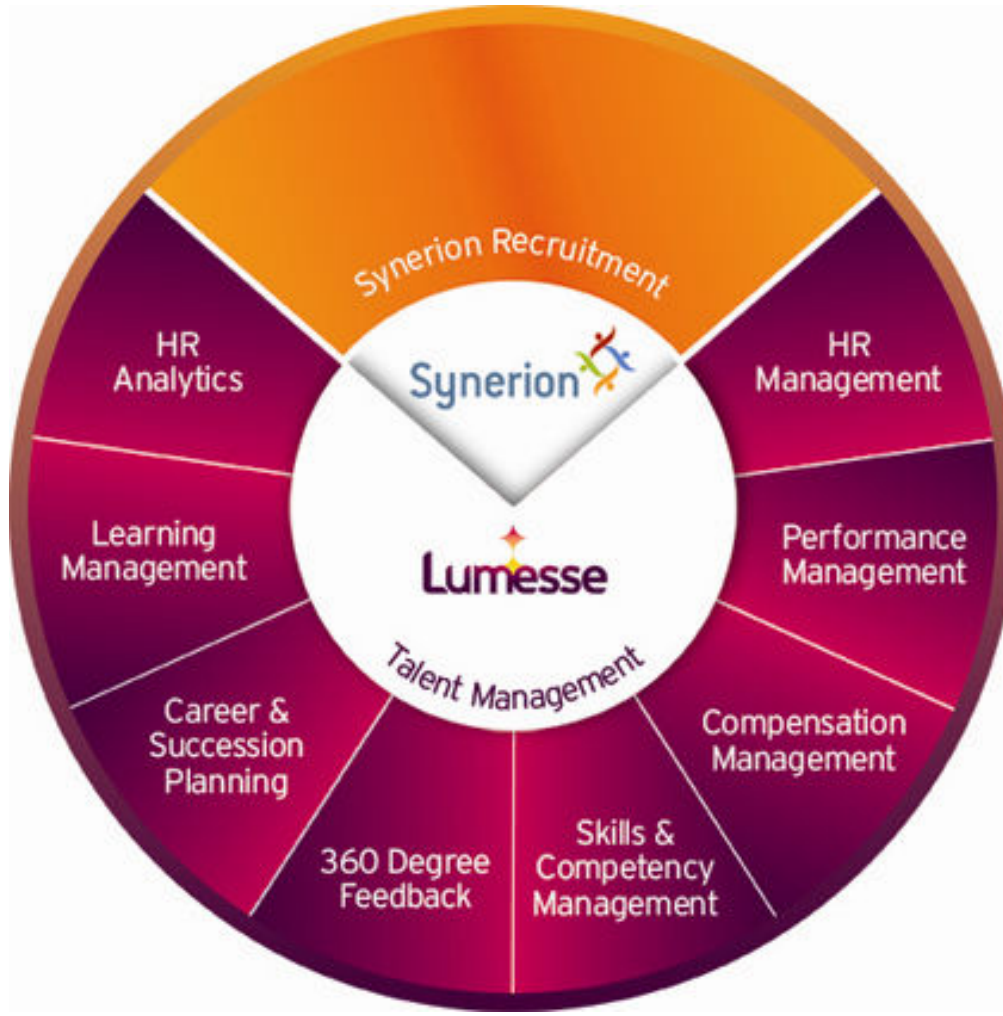 Synerion Recruitment
Synerion
HR
Analytics
HR
Management
Learning
Management
Lumesse
Performance
Management
Talent Management
Career &
Succession
Planning
Compensation
Management
360 Degree
Feedback
Skills &
Competency
Management